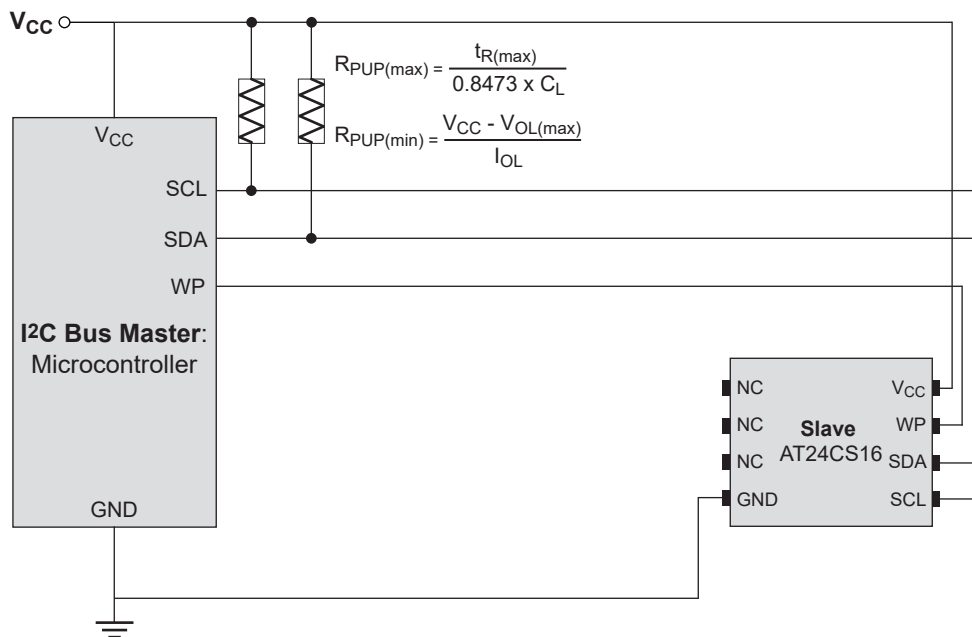 VCC
RPUP(max) = tR(max) / 0.8473 x CL
RPUP(min) = VCC - VOL(max) / IOL
VCC
SCL
SDA
WP
I2C Bus Master:
Microcontroller
GND
NC
NC
NC
GND
Slave
AT24CS16
VCC
WP
SDA
SCL